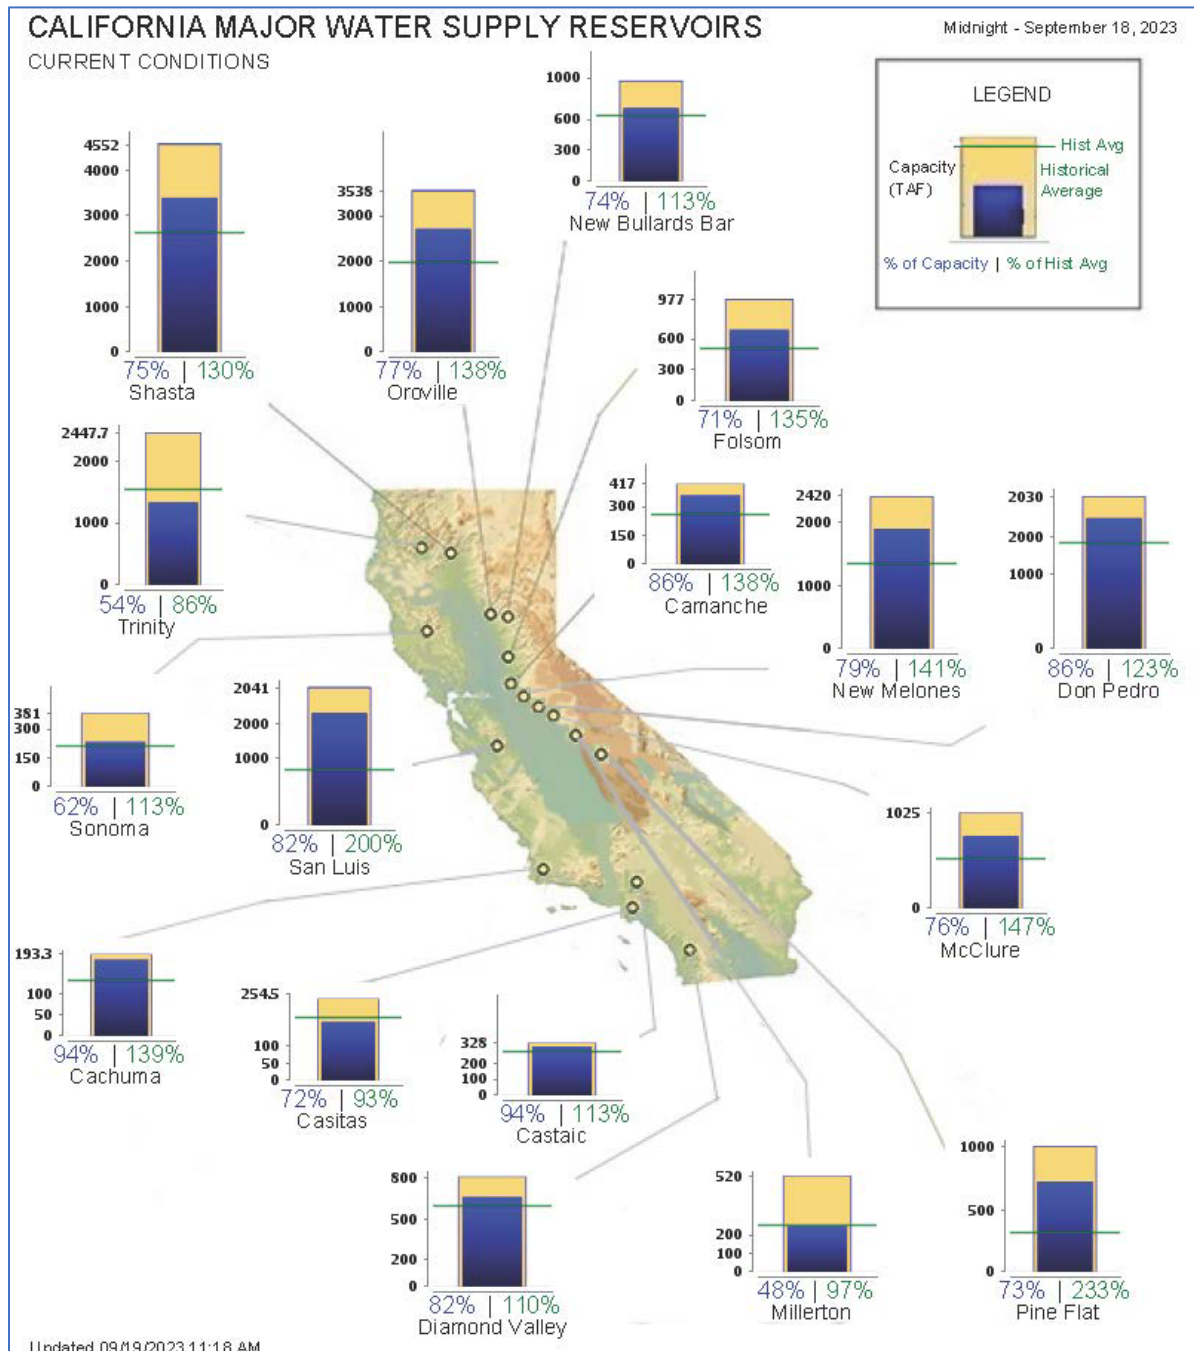 CALIFORNIA MAJOR WATER SUPPLY RESERVOIRS
Midnight - September 18, 2023
CURRENT CONDITIONS
LEGEND
Hist Avg
Capacity
(TAF)
Historical
Average
% of Capacity | % of Hist Avg
4552
4000
3000
2000
1000
0
75% | 130%
Shasta
3538
3000
2000
1000
0
77% | 138%
Oroville
1000
600
300
0
74% | 113%
New Bullards Bar
977
600
300
0
71% | 135%
Folsom
2447.7
2000
1000
0
54% | 86%
Trinity
417
300
150
0
86% | 138%
Camanche
2420
2000
1000
0
79% | 141%
New Melones
2030
2000
1000
0
86% | 123%
Don Pedro
381
300
150
0
62% | 113%
Sonoma
2041
2000
1000
0
82% | 200%
San Luis
1025
0
76% | 147%
McClure
193.3
100
50
0
94% | 139%
Cachuma
254.5
100
50
0
72% | 93%
Casitas
328
200
100
0
94% | 113%
Castaic
800
500
200
0
82% | 110%
Diamond Valley
520
200
100
0
48% | 97%
Millerton
1000
500
0
73% | 233%
Pine Flat
Updated 09/19/2023 11:18 AM